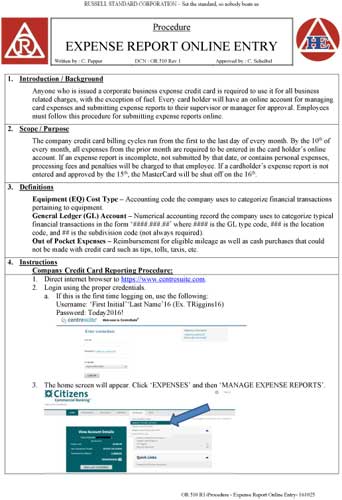 RUSSELL STANDARD CORPORATION – Set the standard, so nobody beats us
Procedure
EXPENSE REPORT ONLINE ENTRY
Written by : C. Pepper DCN : OR 510 Rev 1 Approved by : C. Scheibel
1. Introduction / Background
Anyone who is issued a corporate business expense credit card is required to use it for all business
related charges, with the exception of fuel. Every card holder will have an online account for managing
card expenses and submitting expense reports to their supervisor or manager for approval. Employees
must follow this procedure for submitting expense reports online.
2. Scope / Purpose
The company credit card billing cycles run from the first to the last day of every month. By the 10th of
every month, all expenses from the prior month are required to be entered in the card holder's online
account. If an expense report is incomplete, not submitted by that date, or contains personal expenses,
processing fees and penalties will be charged to that employee. If a cardholder's expense report is not
entered and approved by the 15th, the MasterCard will be shut off on the 16th.
3. Definitions
Equipment (EQ) Cost Type – Accounting code the company uses to categorize financial transactions
pertaining to equipment.
General Ledger (GL) Account – Numerical accounting record the company uses to categorize typical
financial transactions in the form '####.###.##' where #### is the GL type code, ### is the location
code, and ## is the subdivision code (not always required).
Out of Pocket Expenses – Reimbursement for eligible mileage as well as cash purchases that could
not be made with credit card such as tips, tolls, taxis, etc.
4. Instructions
Company Credit Card Reporting Procedure:
1. Direct internet browser to https://www.centresuite.com.
2. Login using the proper credentials.
a. If this is the first time logging on, use the following:
Username: 'First Initial' 'Last Name'16 (Ex. TRiggins16)
Password: Today2016!
centresuite Welcome to CentreSuite
3. The home screen will appear. Click 'EXPENSES' and then 'MANAGE EXPENSE REPORTS'.
Citizens
Commercial Banking
View Account Details
Quick Links
OR 510 R1-Procedure - Expense Report Online Entry- 161025